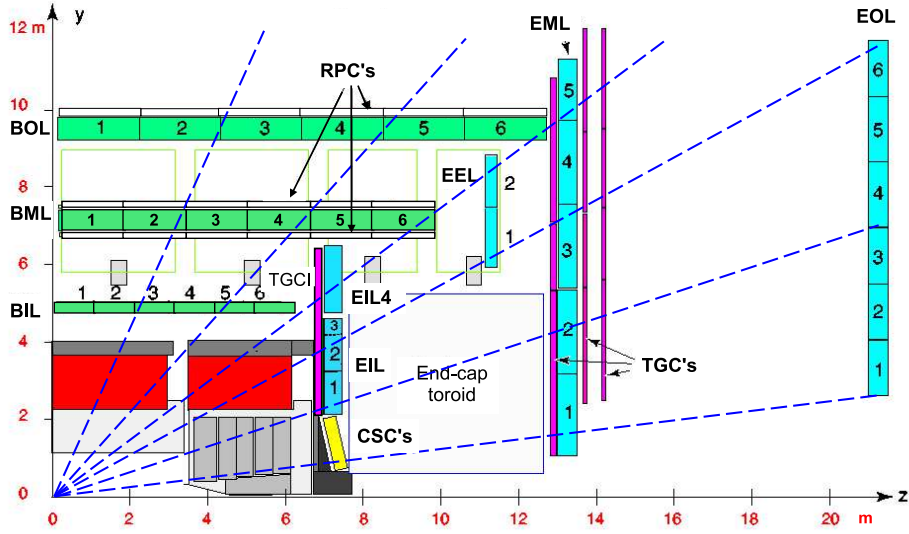 y
EML
EOL
12 m
RPC's
10
BOL
1 2 3 4 5 6
5
6
5
4
EEL
2
1
8
BML
1 2 3 4 5 6
4
3
6
TGCI
EIL4
3
BIL
1 2 3 4 5 6
4
3
2
1
EIL
2
2
End-cap
toroid
TGC's
1
2
1
CSC's
0
z
0 2 4 6 8 10 12 14 16 18 20 m